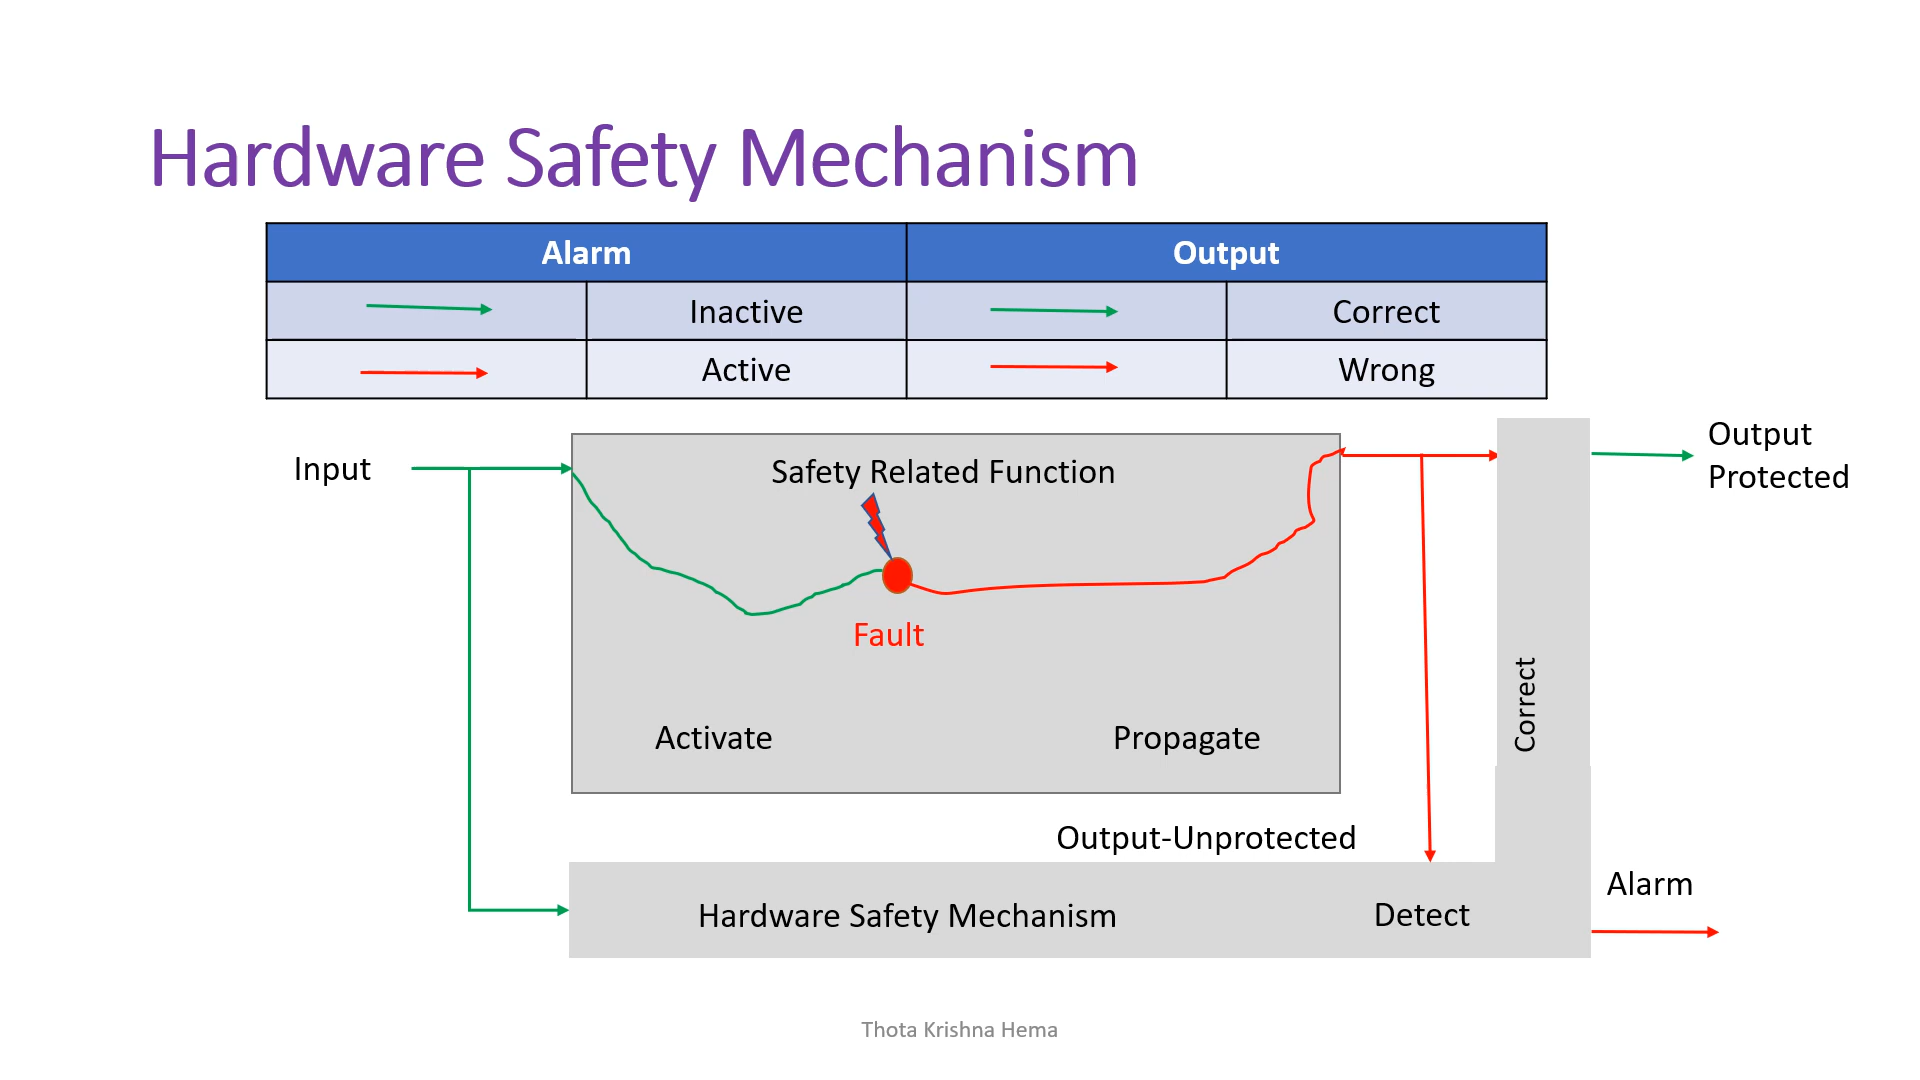 Hardware Safety Mechanism
Alarm Output
Inactive Correct
Active Wrong
Input
Safety Related Function
Output
Protected
Fault
Activate
Propagate
Correct
Output-Unprotected
Hardware Safety Mechanism
Detect
Alarm
Thota Krishna Hema